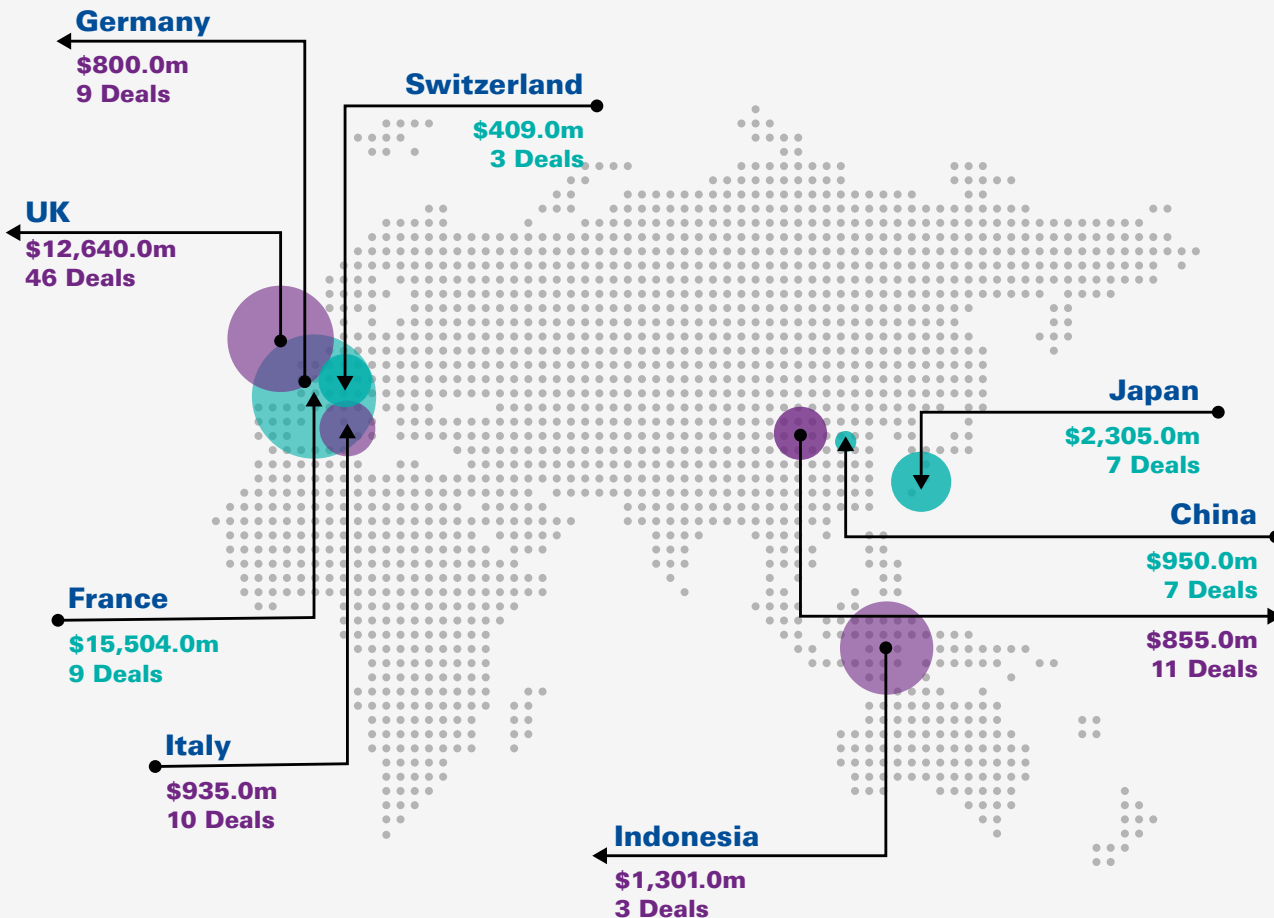 Germany
$800.0m
9 Deals
Switzerland
$409.0m
3 Deals
UK
$12,640.0m
46 Deals
Japan
$2,305.0m
7 Deals
China
$950.0m
7 Deals
$855.0m
11 Deals
France
$15,504.0m
9 Deals
Italy
$935.0m
10 Deals
Indonesia
$1,301.0m
3 Deals